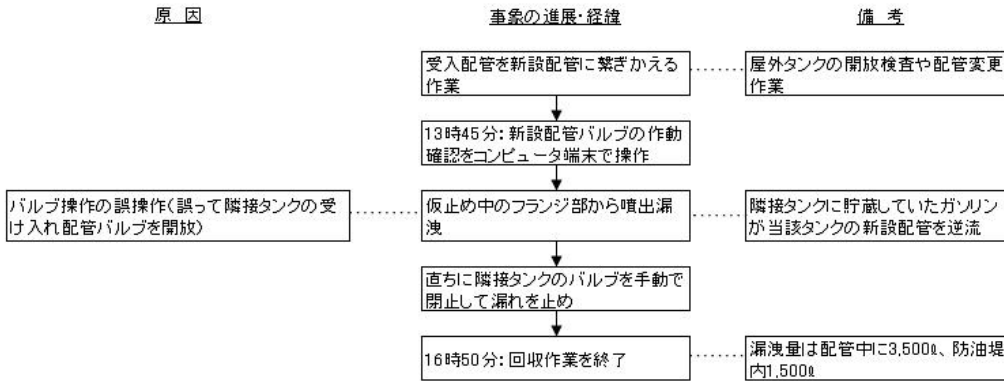 原 因
事象の進展・経緯
備 考
受入配管を新設配管に繋ぎかえる
作業
屋外タンクの開放検査や配管変更
作業
13時45分：新設配管バルブの作動
確認をコンピュータ端末で操作
バルブ操作の誤操作（誤って隣接タンクの受
け入れ配管バルブを開放）
仮止め中のフランジ部から噴出漏
洩
隣接タンクに貯蔵していたガソリン
が当該タンクの新設配管を逆流
直ちに隣接タンクのバルブを手動で
閉止して漏れを止め
16時50分：回収作業を終了
漏洩量は配管中に3,500ℓ、防油堤
内1,500ℓ